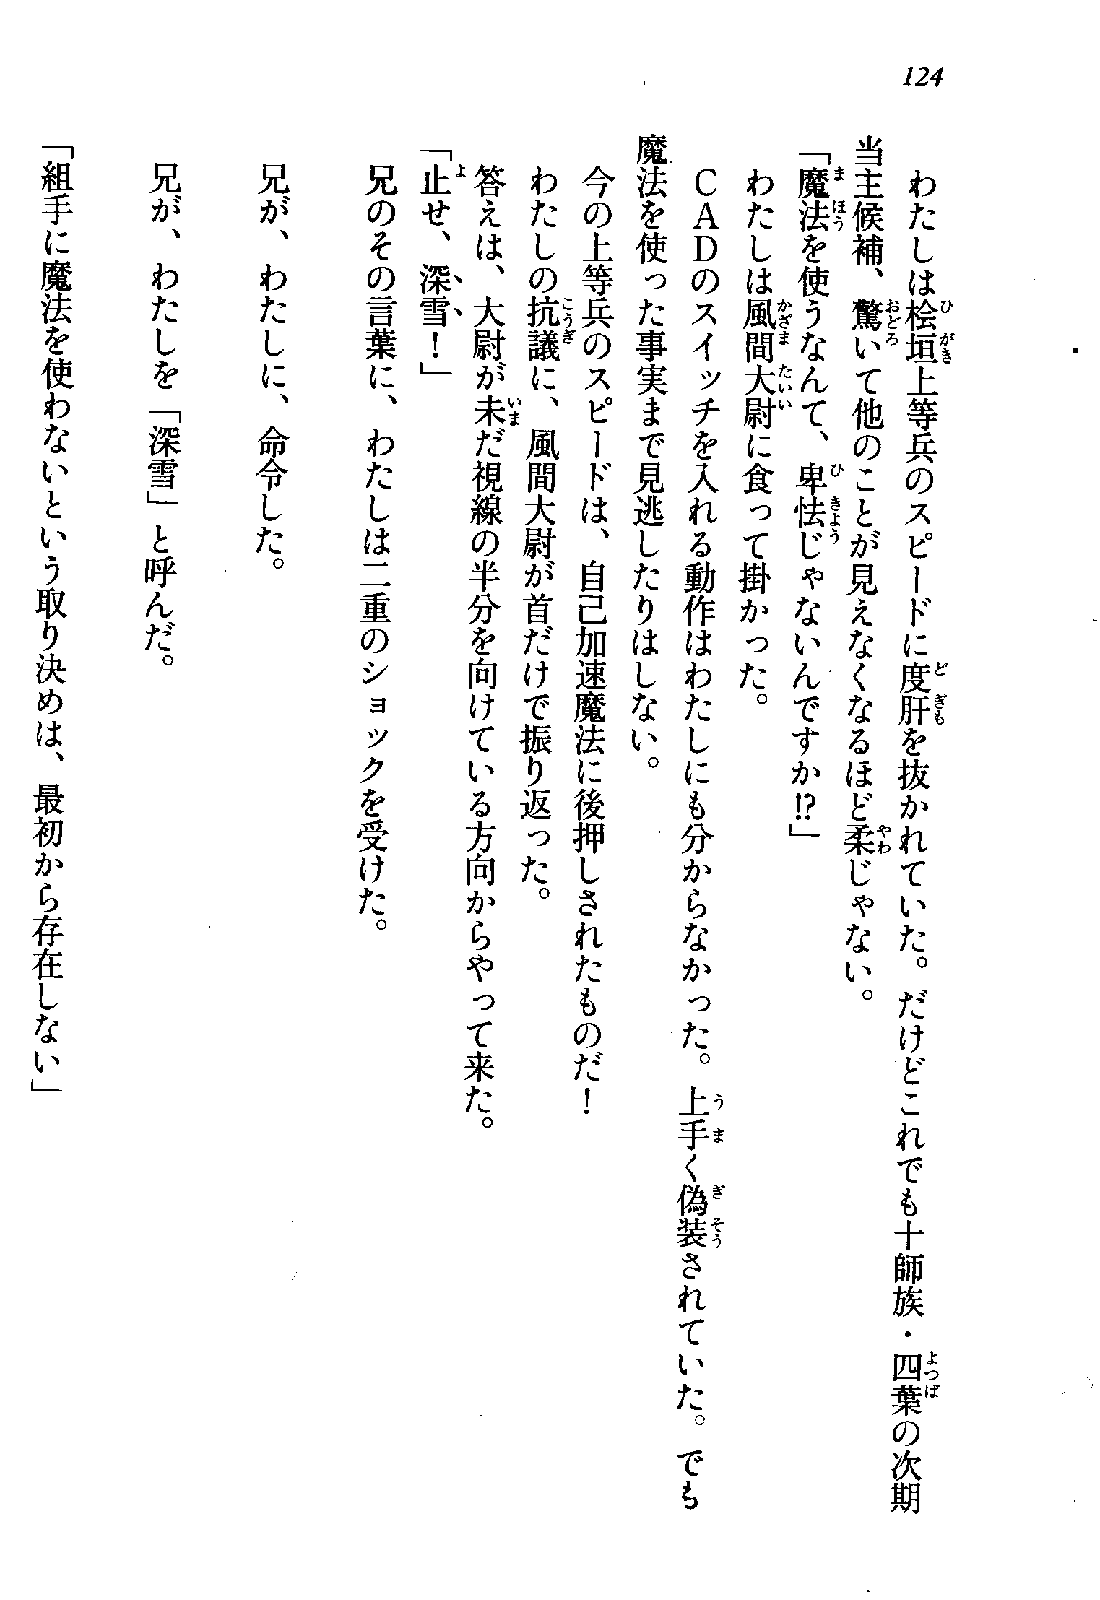 124
わたしは桧垣上等兵のスピードに度肝を抜かれていた。だけどこれでも十師族・四葉の次期
当主候補、驚いて他のことが見えなくなるほど柔じゃない。
「魔法を使うなんて、卑怯じゃないんですか!?」
わたしは風間大尉に食って掛かった。
ＣＡＤのスイッチを入れる動作はわたしにも分からなかった。上手く偽装されていた。でも
魔法を使った事実まで見逃したりはしない。
今の上等兵のスピードは、自己加速魔法に後押しされたものだ！
わたしの抗議に、風間大尉が首だけで振り返った。
答えは、大尉が未だ視線の半分を向けている方向からやって来た。
「止せ、深雪！」
兄のその言葉に、わたしは二重のショックを受けた。
兄が、わたしに、命令した。
兄が、わたしを「深雪」と呼んだ。
「組手に魔法を使わないという取り決めは、最初から存在しない」